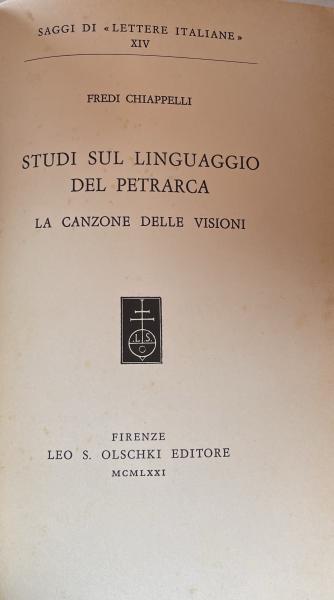 SAGGI DI «LETTERE ITALIANE»
XIV
FREDI CHIAPPELLI
STUDI SUL LINGUAGGIO
DEL PETRARCA
LA CANZONE DELLE VISIONI
L. S.
FIRENZE
LEO S. OLSCHKI EDITORE
MCMLXXI